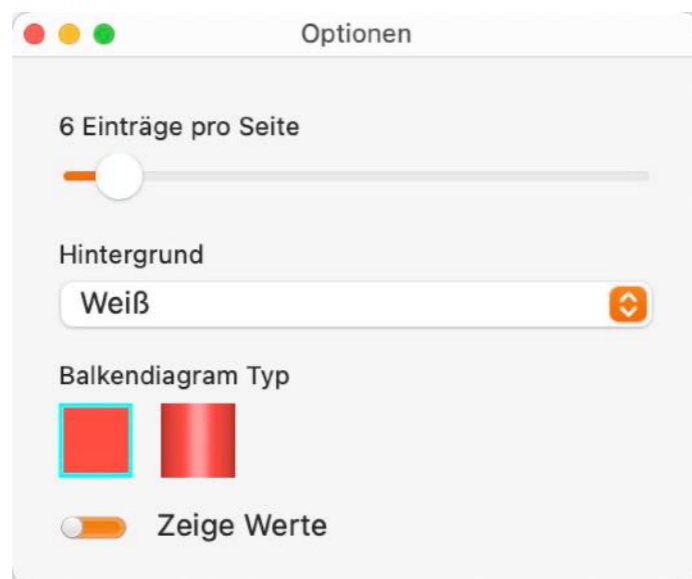 Optionen
6 Einträge pro Seite
Hintergrund
Weiß
Balkendiagram Typ
Zeige Werte